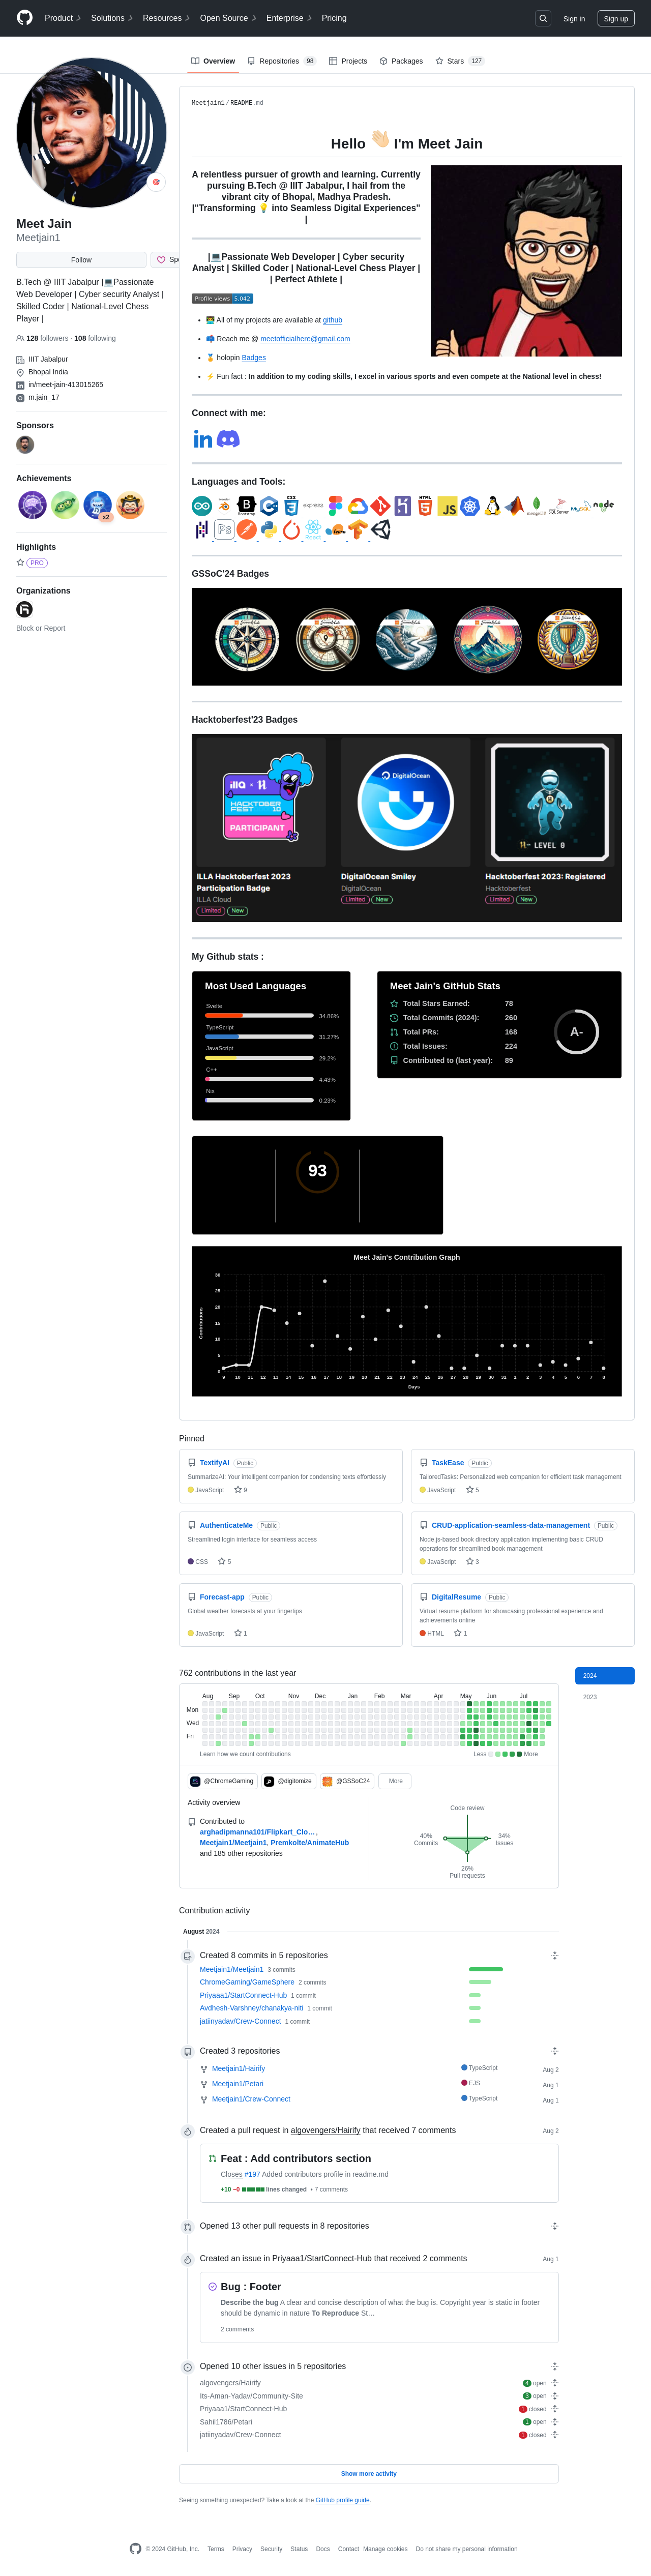 Product Solutions Resources Open Source Enterprise Pricing Sign in Sign up
Overview Repositories 98 Projects Packages Stars 127
Meet Jain
Meetjain1
Follow Spo
B.Tech @ IIIT Jabalpur |💻Passionate
Web Developer | Cyber security Analyst |
Skilled Coder | National-Level Chess
Player |
128 followers · 108 following
IIIT Jabalpur
Bhopal India
in/meet-jain-413015265
m.jain_17
Sponsors
Achievements
x2
Highlights
PRO
Organizations
Block or Report
Meetjain1/README.md
Hello 👋🏻 I'm Meet Jain
A relentless pursuer of growth and learning. Currently
pursuing B.Tech @ IIIT Jabalpur, I hail from the
vibrant city of Bhopal, Madhya Pradesh.
|"Transforming 💡 into Seamless Digital Experiences"
|
|💻Passionate Web Developer | Cyber security
Analyst | Skilled Coder | National-Level Chess Player |
| Perfect Athlete |
Profile views 5,042
👨‍💻 All of my projects are available at github
📫 Reach me @ meetofficialhere@gmail.com
🏅 holopin Badges
⚡ Fun fact : In addition to my coding skills, I excel in various sports and even compete at the National level in chess!
Connect with me:
Languages and Tools:
GSSoC'24 Badges
Hacktoberfest'23 Badges
illa × H
HACKTOBER
FEST 10
PARTICIPANT
DigitalOcean
LEVEL 0
ILLA Hacktoberfest 2023
Participation Badge
ILLA Cloud
Limited New
DigitalOcean Smiley
DigitalOcean
Limited New
Hacktoberfest 2023: Registered
Hacktoberfest
Limited New
My Github stats :
Most Used Languages
Svelte
34.86%
TypeScript
31.27%
JavaScript
29.2%
C++
4.43%
Nix
0.23%
Meet Jain's GitHub Stats
Total Stars Earned: 78
Total Commits (2024): 260
Total PRs: 168
Total Issues: 224
Contributed to (last year): 89
A-
93
Meet Jain's Contribution Graph
Contributions
30
25
20
15
10
5
0
9 10 11 12 13 14 15 16 17 18 19 20 21 22 23 24 25 26 27 28 29 30 31 1 2 3 4 5 6 7 8
Days
Pinned
TextifyAI Public
SummarizeAI: Your intelligent companion for condensing texts effortlessly
JavaScript 9
TaskEase Public
TailoredTasks: Personalized web companion for efficient task management
JavaScript 5
AuthenticateMe Public
Streamlined login interface for seamless access
CSS 5
CRUD-application-seamless-data-management Public
Node.js-based book directory application implementing basic CRUD
operations for streamlined book management
JavaScript 3
Forecast-app Public
Global weather forecasts at your fingertips
JavaScript 1
DigitalResume Public
Virtual resume platform for showcasing professional experience and
achievements online
HTML 1
762 contributions in the last year
2024
2023
Aug Sep Oct Nov Dec Jan Feb Mar Apr May Jun Jul
Mon
Wed
Fri
Learn how we count contributions Less More
@ChromeGaming @digitomize @GSSoC24 More
Activity overview
Contributed to
arghadipmanna101/Flipkart_Clo…,
Meetjain1/Meetjain1, Premkolte/AnimateHub
and 185 other repositories
Code review
40%
Commits
34%
Issues
26%
Pull requests
Contribution activity
August 2024
Created 8 commits in 5 repositories
Meetjain1/Meetjain1 3 commits
ChromeGaming/GameSphere 2 commits
Priyaaa1/StartConnect-Hub 1 commit
Avdhesh-Varshney/chanakya-niti 1 commit
jatiinyadav/Crew-Connect 1 commit
Created 3 repositories
Meetjain1/Hairify TypeScript Aug 2
Meetjain1/Petari EJS Aug 1
Meetjain1/Crew-Connect TypeScript Aug 1
Created a pull request in algovengers/Hairify that received 7 comments Aug 2
Feat : Add contributors section
Closes #197 Added contributors profile in readme.md
+10 −0 lines changed • 7 comments
Opened 13 other pull requests in 8 repositories
Created an issue in Priyaaa1/StartConnect-Hub that received 2 comments Aug 1
Bug : Footer
Describe the bug A clear and concise description of what the bug is. Copyright year is static in footer
should be dynamic in nature To Reproduce St…
2 comments
Opened 10 other issues in 5 repositories
algovengers/Hairify 4 open
Its-Aman-Yadav/Community-Site 3 open
Priyaaa1/StartConnect-Hub 1 closed
Sahil1786/Petari 1 open
jatiinyadav/Crew-Connect 1 closed
Show more activity
Seeing something unexpected? Take a look at the GitHub profile guide.
© 2024 GitHub, Inc. Terms Privacy Security Status Docs Contact Manage cookies Do not share my personal information